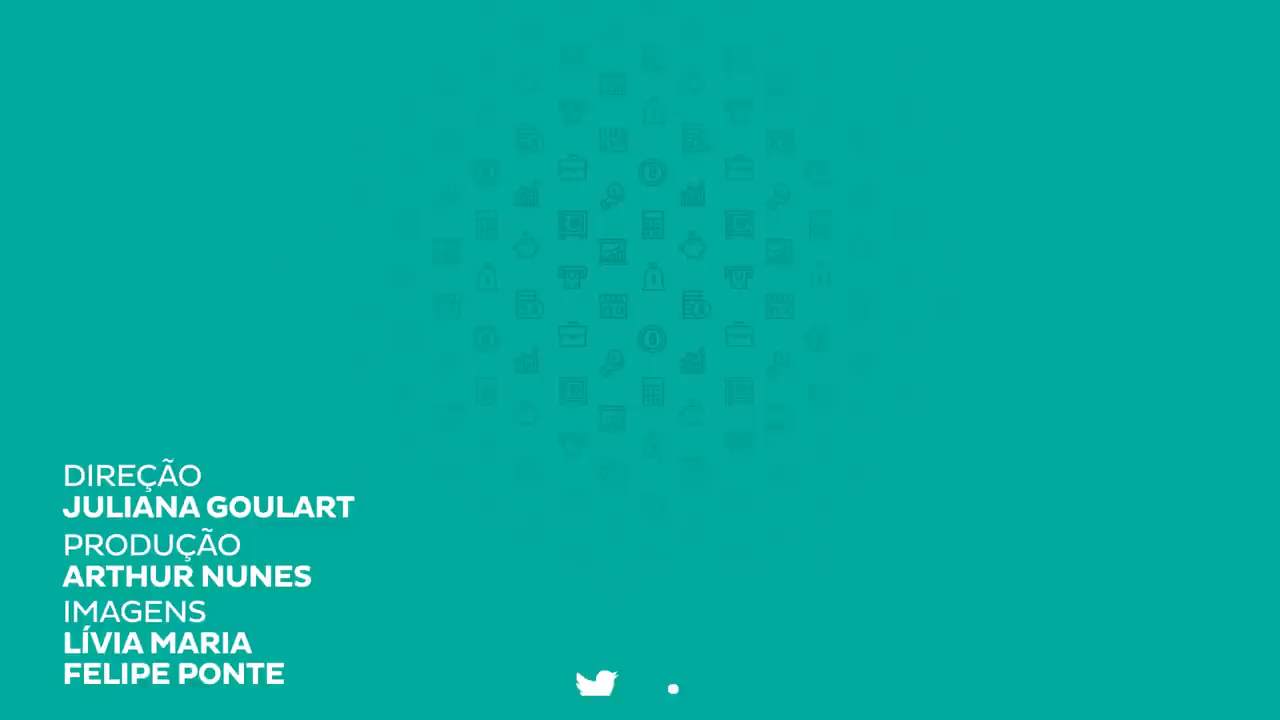 DIREÇÃO
JULIANA GOULART
PRODUÇÃO
ARTHUR NUNES
IMAGENS
LÍVIA MARIA
FELIPE PONTE